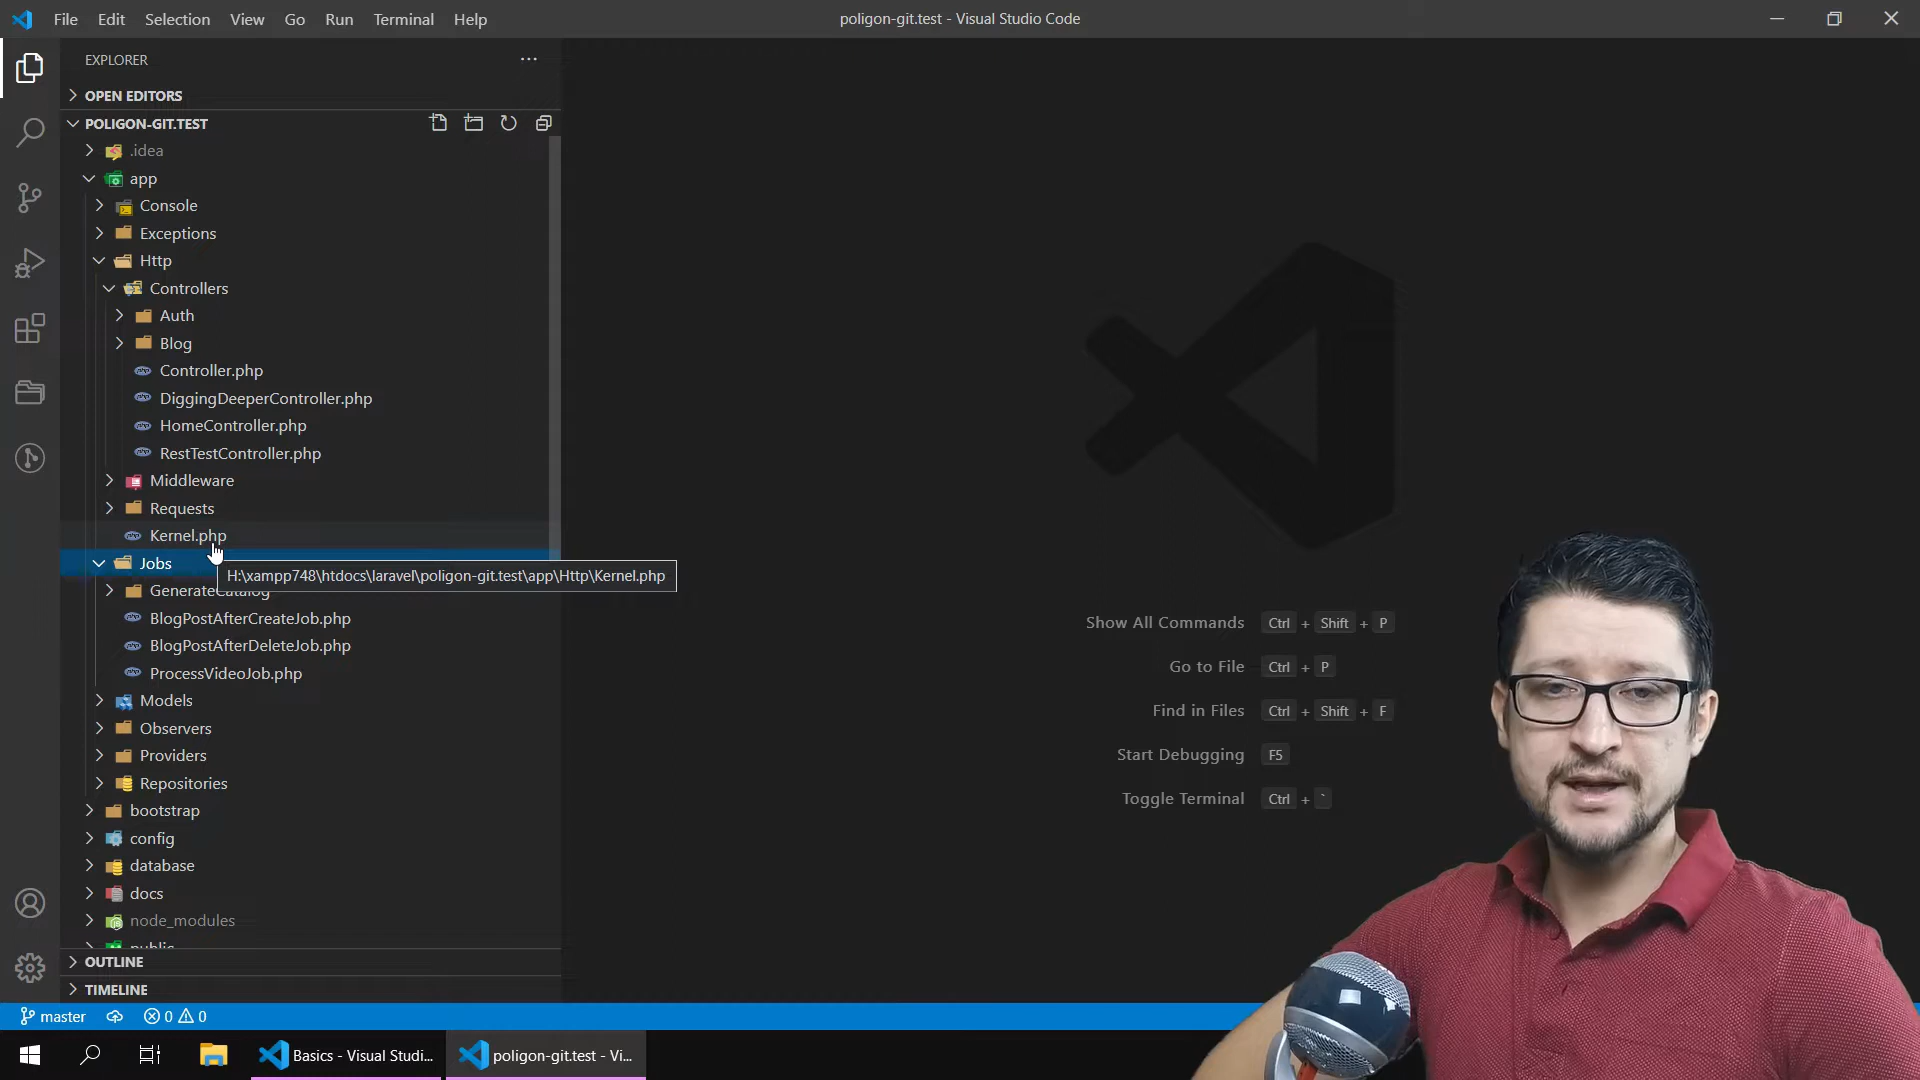 File Edit Selection View Go Run Terminal Help
poligon-git.test - Visual Studio Code
EXPLORER
OPEN EDITORS
POLIGON-GIT.TEST
.idea
app
Console
Exceptions
Http
Controllers
Auth
Blog
Controller.php
DiggingDeeperController.php
HomeController.php
RestTestController.php
Middleware
Requests
Kernel.php
Jobs
H:\xampp748\htdocs\laravel\poligon-git.test\app\Http\Kernel.php
GenerateCatalog
BlogPostAfterCreateJob.php
BlogPostAfterDeleteJob.php
ProcessVideoJob.php
Models
Observers
Providers
Repositories
bootstrap
config
database
docs
node_modules
public
OUTLINE
TIMELINE
Show All Commands Ctrl + Shift + P
Go to File Ctrl + P
Find in Files Ctrl + Shift + F
Start Debugging F5
Toggle Terminal Ctrl + `
master 0 0
Basics - Visual Studi...
poligon-git.test - Vi...